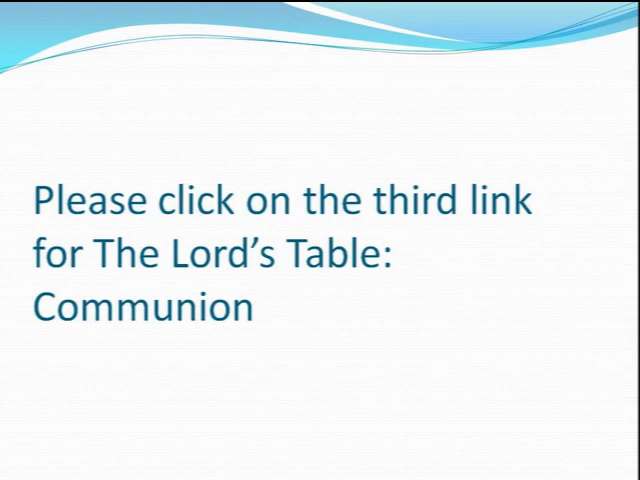 Please click on the third link
for The Lord’s Table:
Communion